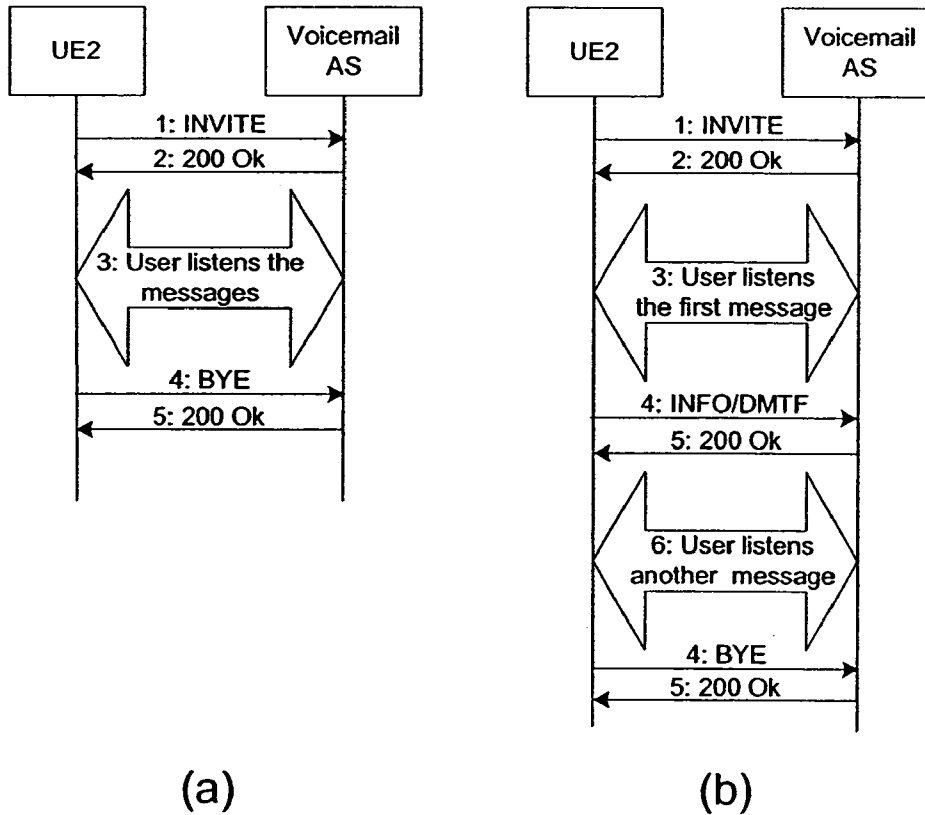 UE2
Voicemail
AS
1: INVITE
2: 200 Ok
3: User listens the
messages
4: BYE
5: 200 Ok
(a)
UE2
Voicemail
AS
1: INVITE
2: 200 Ok
3: User listens
the first message
4: INFO/DMTF
5: 200 Ok
6: User listens
another message
4: BYE
5: 200 Ok
(b)